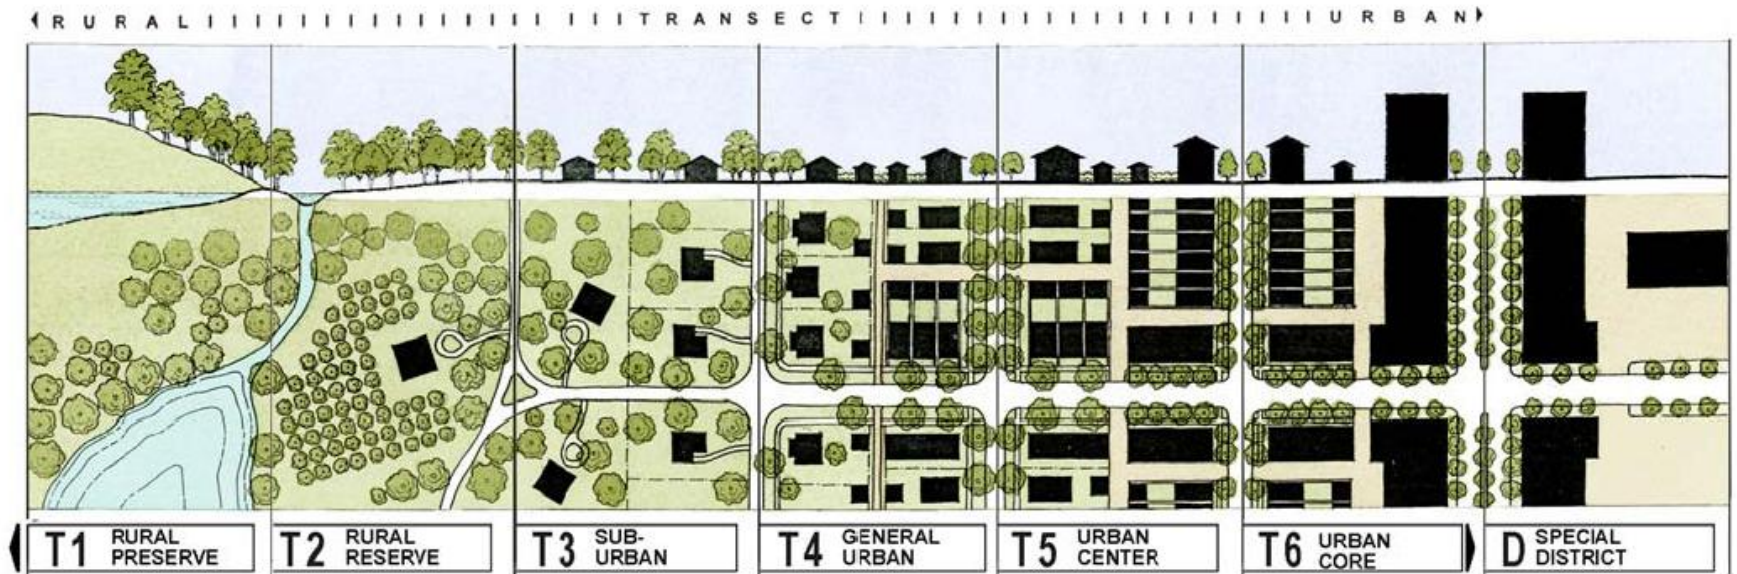 RURAL TRANSECT URBAN
T1 RURAL
PRESERVE
T2 RURAL
RESERVE
T3 SUB-
URBAN
T4 GENERAL
URBAN
T5 URBAN
CENTER
T6 URBAN
CORE
D SPECIAL
DISTRICT